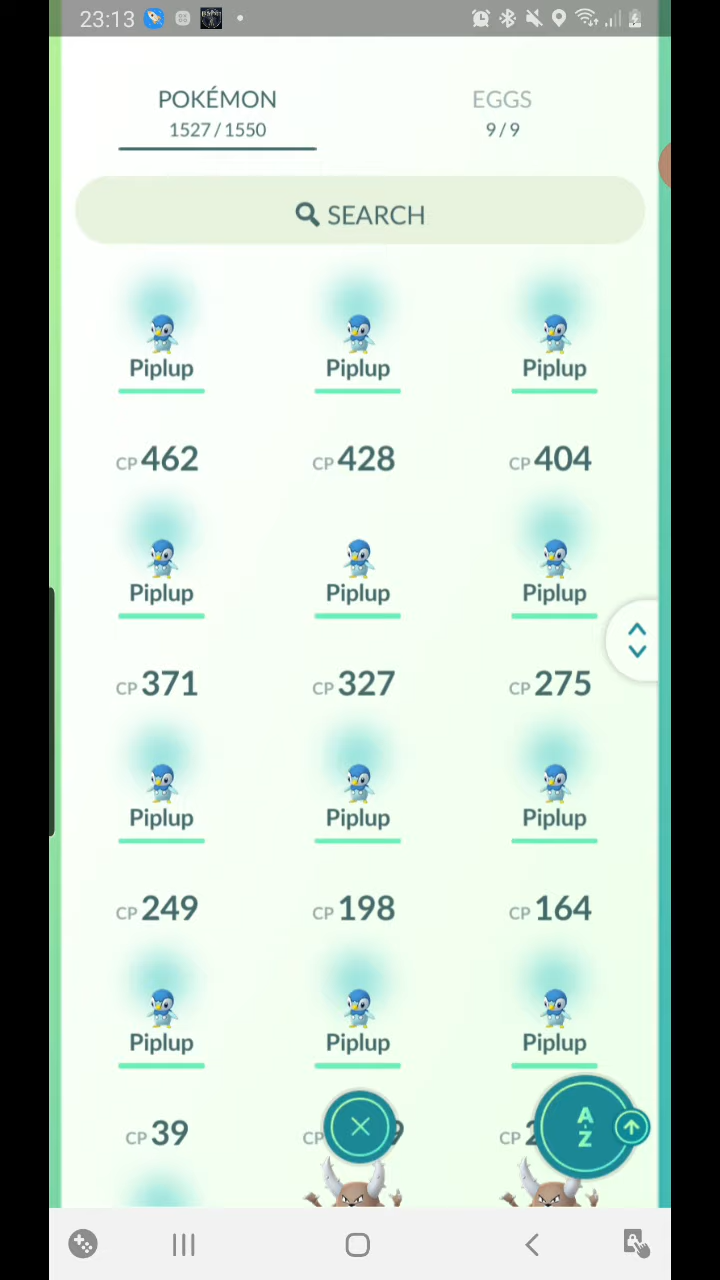 23:13
POKÉMON EGGS
1527 / 1550 9 / 9
SEARCH
Piplup Piplup Piplup
CP 462 CP 428 CP 404
Piplup Piplup Piplup
CP 371 CP 327 CP 275
Piplup Piplup Piplup
CP 249 CP 198 CP 164
Piplup Piplup Piplup
CP 39 CP CP
A-Z